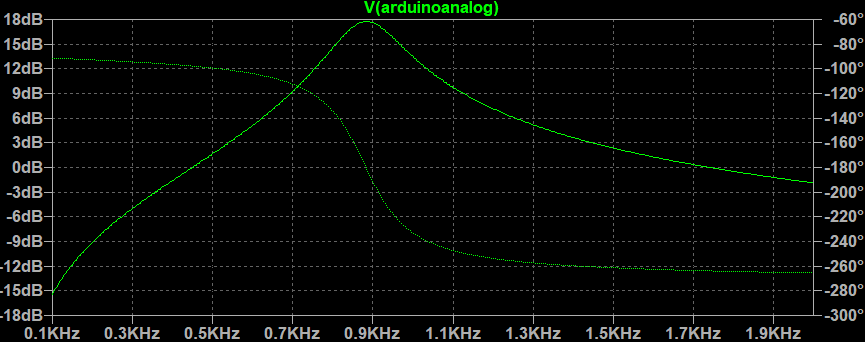 V(arduinoanalog)
18dB
15dB
12dB
9dB
6dB
3dB
0dB
-3dB
-6dB
-9dB
-12dB
-15dB
-18dB
-60°
-80°
-100°
-120°
-140°
-160°
-180°
-200°
-220°
-240°
-260°
-280°
-300°
0.1KHz 0.3KHz 0.5KHz 0.7KHz 0.9KHz 1.1KHz 1.3KHz 1.5KHz 1.7KHz 1.9KHz